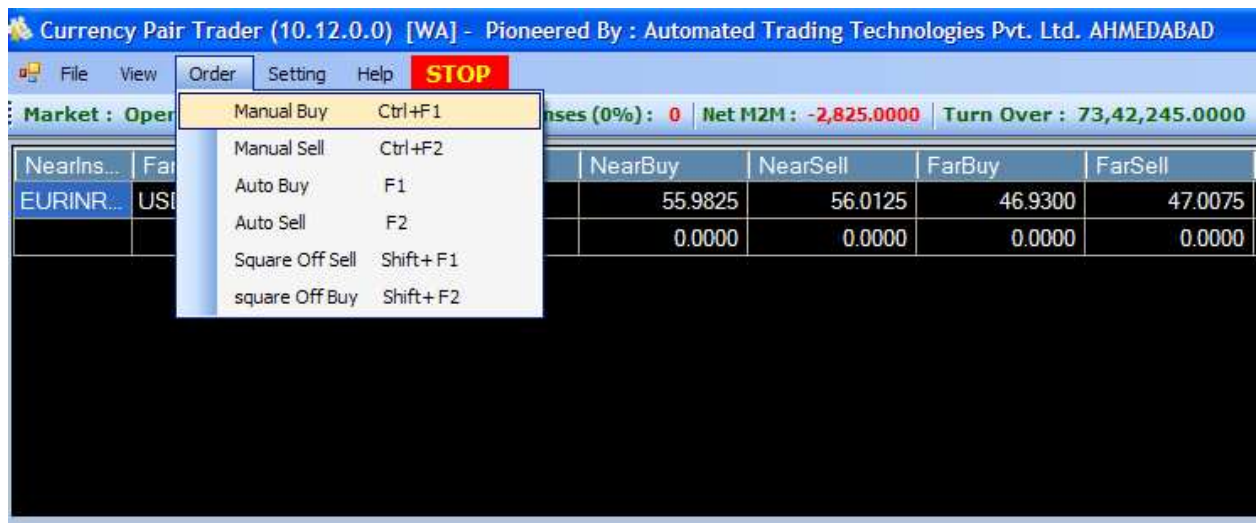 Currency Pair Trader (10.12.0.0) [WA] - Pioneered By : Automated Trading Technologies Pvt. Ltd. AHMEDABAD
File View Order Setting Help STOP
Market : Oper nses (0%) : 0 Net M2M : -2,825.0000 Turn Over : 73,42,245.0000
Manual Buy Ctrl+F1
Manual Sell Ctrl+F2
Auto Buy F1
Auto Sell F2
Square Off Sell Shift+F1
square Off Buy Shift+F2
NearIns... Far NearBuy NearSell FarBuy FarSell
EURINR... USD 55.9825 56.0125 46.9300 47.0075
0.0000 0.0000 0.0000 0.0000